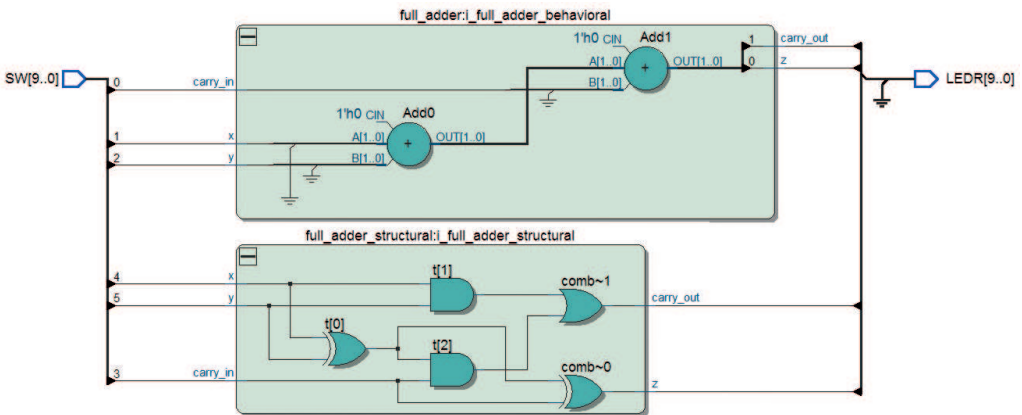 full_adder:i_full_adder_behavioral
1'h0 CIN Add1
1 carry_out
A[1..0] OUT[1..0] 0 z
SW[9..0] LEDR[9..0]
0 carry_in B[1..0]
1'h0 CIN Add0
1 x A[1..0] OUT[1..0]
2 y B[1..0]
full_adder_structural:i_full_adder_structural
t[1]
4 x comb~1
5 y carry_out
t[0]
t[2]
comb~0
3 carry_in z